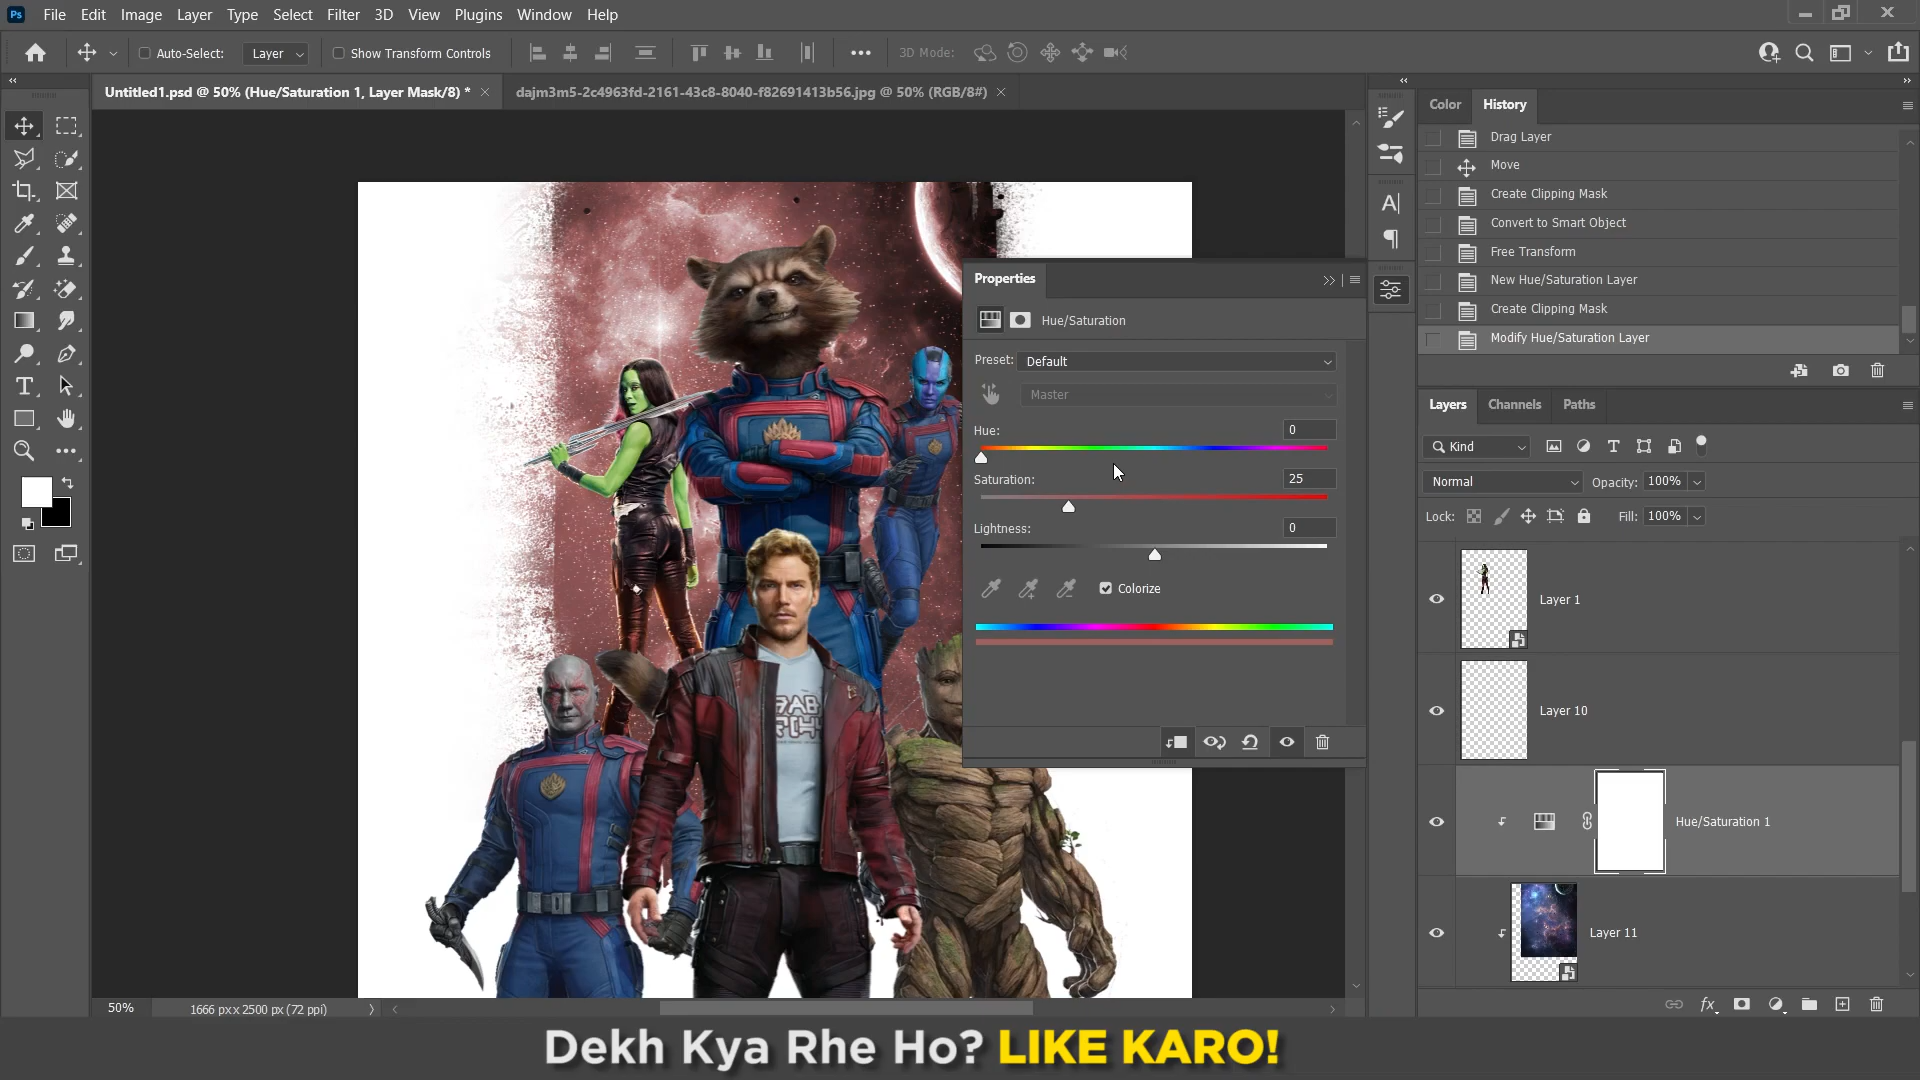 Ps File Edit Image Layer Type Select Filter 3D View Plugins Window Help
Auto-Select: Layer Show Transform Controls 3D Mode:
Untitled1.psd @ 50% (Hue/Saturation 1, Layer Mask/8) * dajm3m5-2c4963fd-2161-43c8-8040-f82691413b56.jpg @ 50% (RGB/8#)
Color History
Drag Layer
Move
Create Clipping Mask
Convert to Smart Object
Free Transform
New Hue/Saturation Layer
Create Clipping Mask
Modify Hue/Saturation Layer
Properties
Hue/Saturation
Preset: Default
Master
Hue: 0
Saturation: 25
Lightness: 0
Colorize
Layers Channels Paths
Kind
Normal Opacity: 100%
Lock: Fill: 100%
Layer 1
Layer 10
Hue/Saturation 1
Layer 11
50% 1666 px x 2500 px (72 ppi)
Dekh Kya Rhe Ho? LIKE KARO!